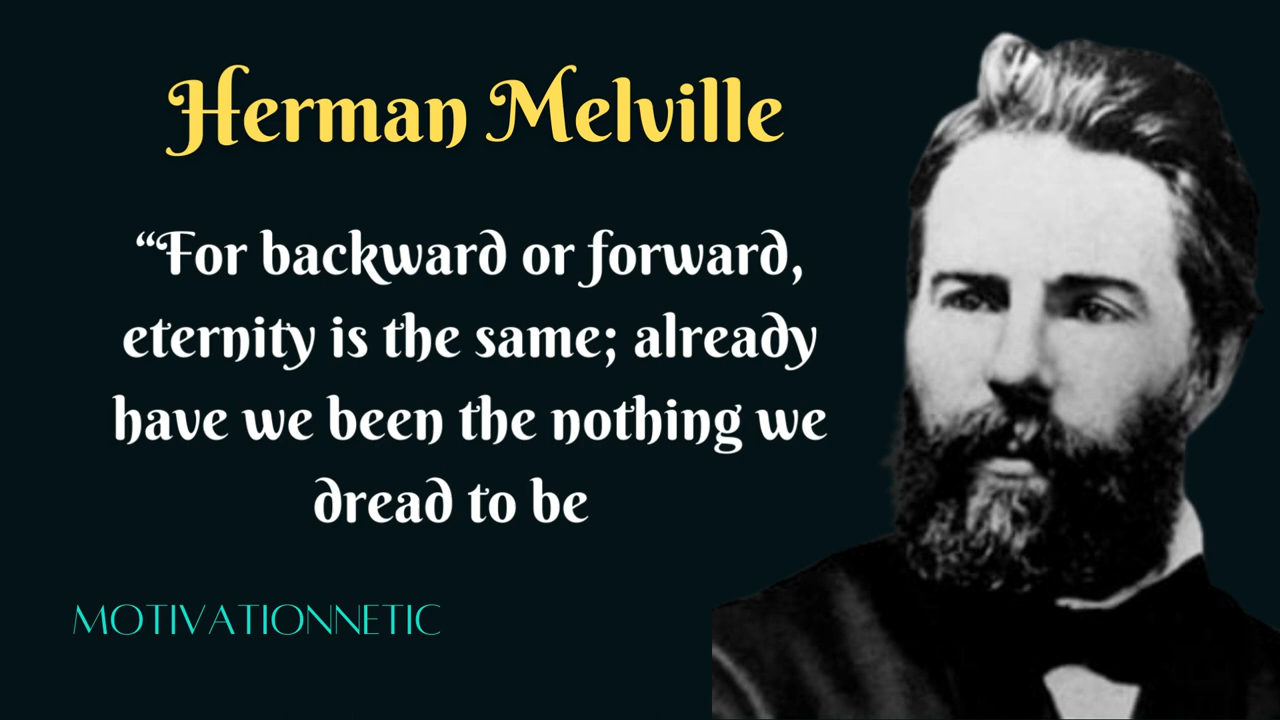 Herman Melville
“For backward or forward,
eternity is the same; already
have we been the nothing we
dread to be
MOTIVATIONNETIC